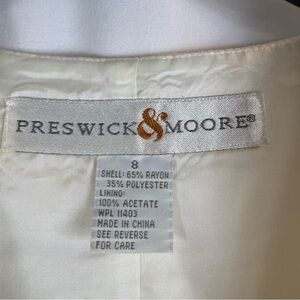 PRESWICK & MOORE®
8
SHELL: 65% RAYON
35% POLYESTER
LINING:
100% ACETATE
WPL 11403
MADE IN CHINA
SEE REVERSE
FOR CARE